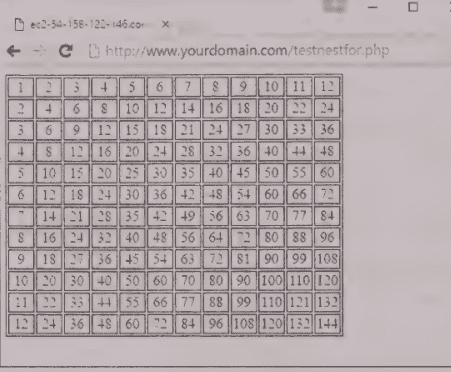 ec2-54-158-122-146.cor
http://www.yourdomain.com/testnestfor.php
1 2 3 4 5 6 7 8 9 10 11 12
2 4 6 8 10 12 14 16 18 20 22 24
3 6 9 12 15 18 21 24 27 30 33 36
4 8 12 16 20 24 28 32 36 40 44 48
5 10 15 20 25 30 35 40 45 50 55 60
6 12 18 24 30 36 42 48 54 60 66 72
7 14 21 28 35 42 49 56 63 70 77 84
8 16 24 32 40 48 56 64 72 80 88 96
9 18 27 36 45 54 63 72 81 90 99 108
10 20 30 40 50 60 70 80 90 100 110 120
11 22 33 44 55 66 77 88 99 110 121 132
12 24 36 48 60 72 84 96 108 120 132 144